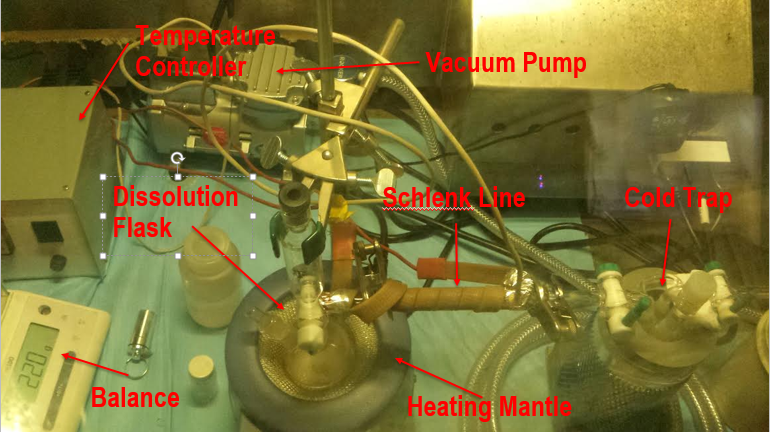 Temperature
Controller
Vacuum Pump
Dissolution
Flask
Schlenk Line
Cold Trap
220
Balance
Heating Mantle